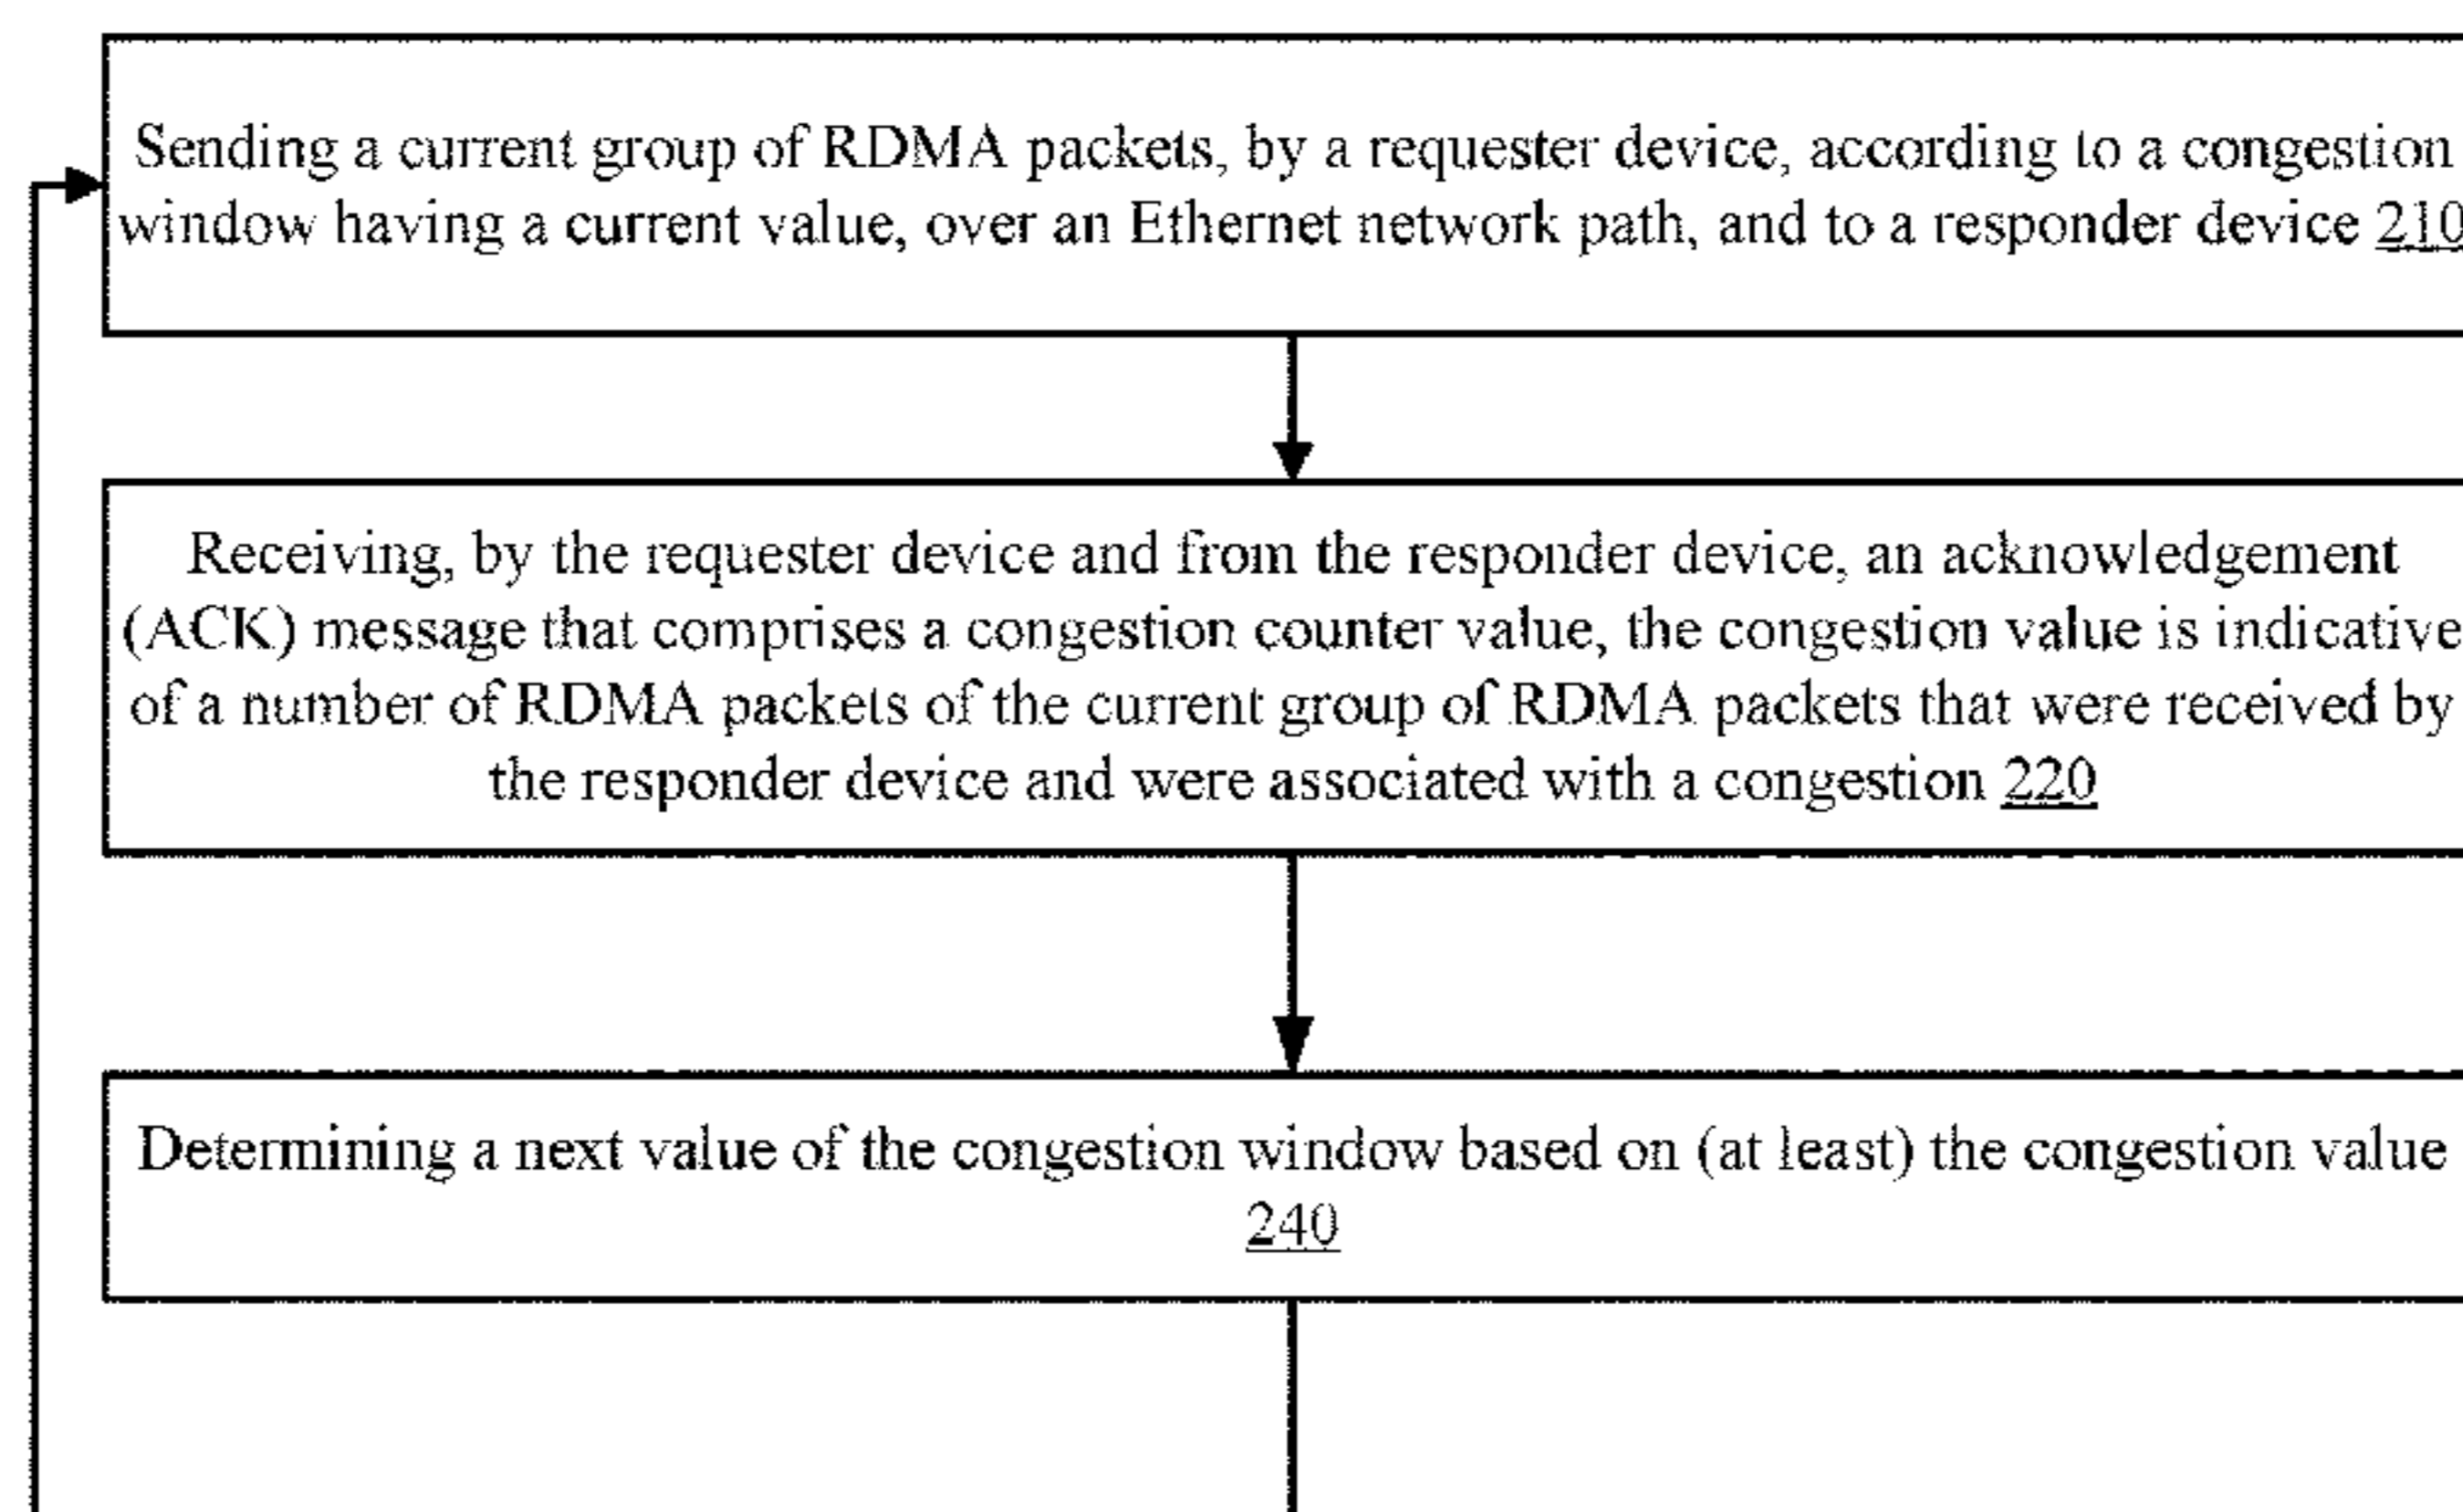 Sending a current group of RDMA packets, by a requester device, according to a congestion
window having a current value, over an Ethernet network path, and to a responder device 210
Receiving, by the requester device and from the responder device, an acknowledgement
(ACK) message that comprises a congestion counter value, the congestion value is indicative
of a number of RDMA packets of the current group of RDMA packets that were received by
the responder device and were associated with a congestion 220
Determining a next value of the congestion window based on (at least) the congestion value
240